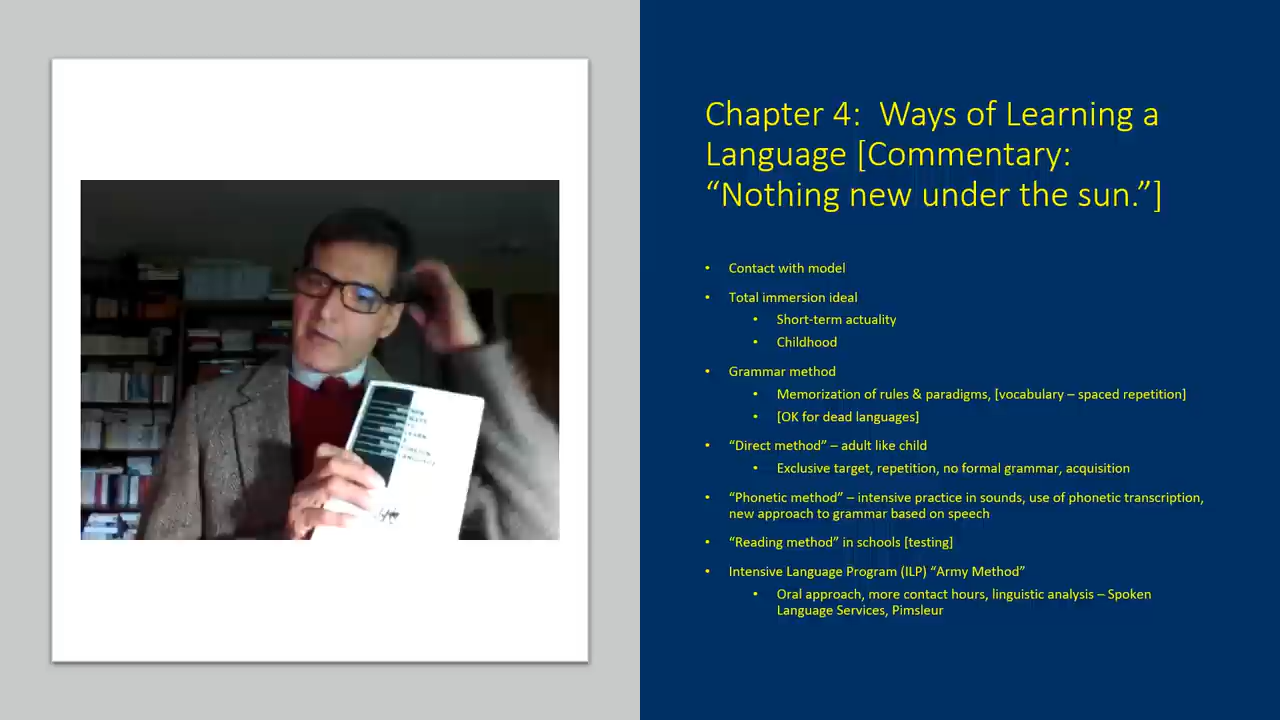 Chapter 4:  Ways of Learning a
Language [Commentary:
“Nothing new under the sun.”]
• Contact with model
• Total immersion ideal
• Short-term actuality
• Childhood
• Grammar method
• Memorization of rules & paradigms, [vocabulary – spaced repetition]
• [OK for dead languages]
• “Direct method” – adult like child
• Exclusive target, repetition, no formal grammar, acquisition
• “Phonetic method” – intensive practice in sounds, use of phonetic transcription,
new approach to grammar based on speech
• “Reading method” in schools [testing]
• Intensive Language Program (ILP) “Army Method”
• Oral approach, more contact hours, linguistic analysis – Spoken
Language Services, Pimsleur